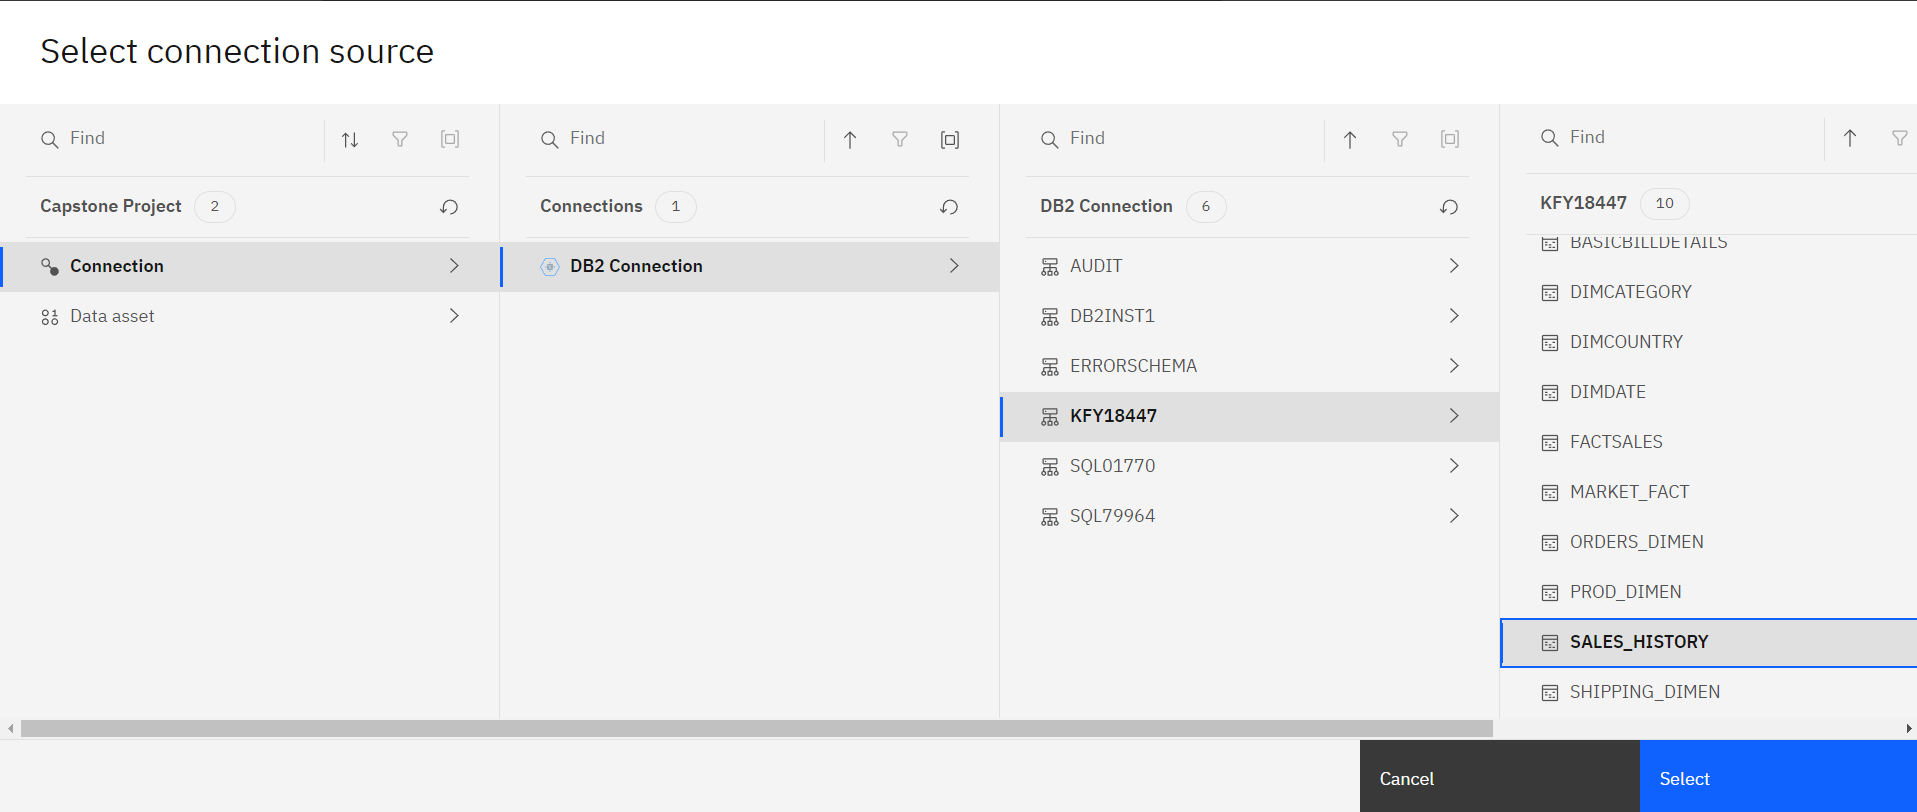 Select connection source
Find
Capstone Project 2
Connection
Data asset
Find
Connections 1
DB2 Connection
Find
DB2 Connection 6
AUDIT
DB2INST1
ERRORSCHEMA
KFY18447
SQL01770
SQL79964
Find
KFY18447 10
BASICBILLDETAILS
DIMCATEGORY
DIMCOUNTRY
DIMDATE
FACTSALES
MARKET_FACT
ORDERS_DIMEN
PROD_DIMEN
SALES_HISTORY
SHIPPING_DIMEN
Cancel
Select